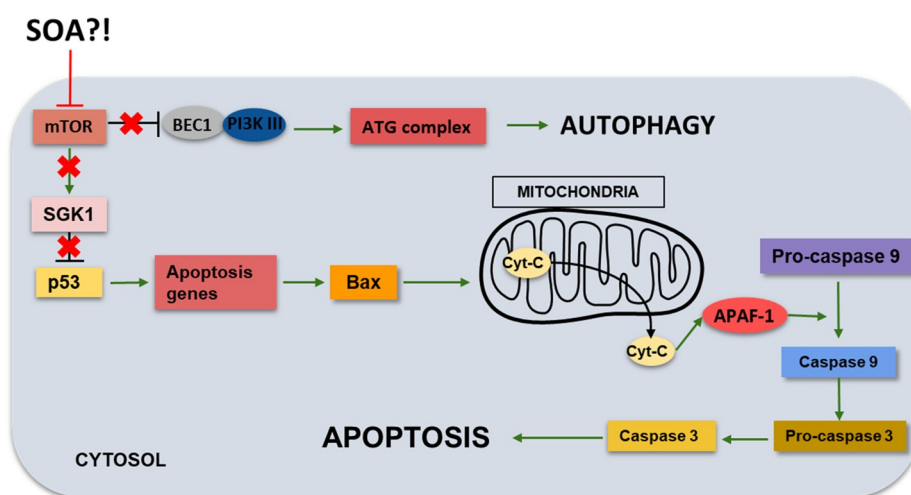 SOA?!
mTOR
BEC1
PI3K III
ATG complex
AUTOPHAGY
SGK1
MITOCHONDRIA
p53
Apoptosis
genes
Bax
Cyt-C
Pro-caspase 9
APAF-1
Cyt-C
Caspase 9
APOPTOSIS
Caspase 3
Pro-caspase 3
CYTOSOL